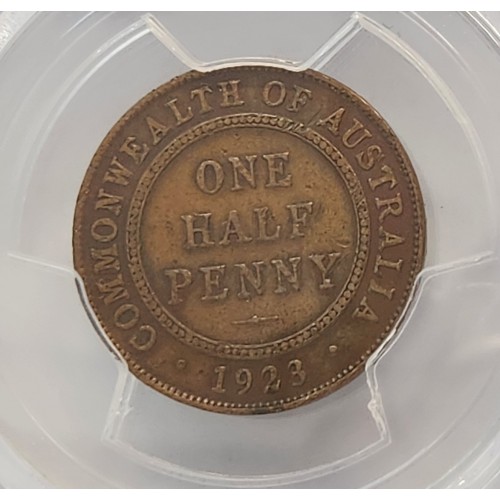 COMMONWEALTH OF AUSTRALIA
ONE
HALF
PENNY
1923